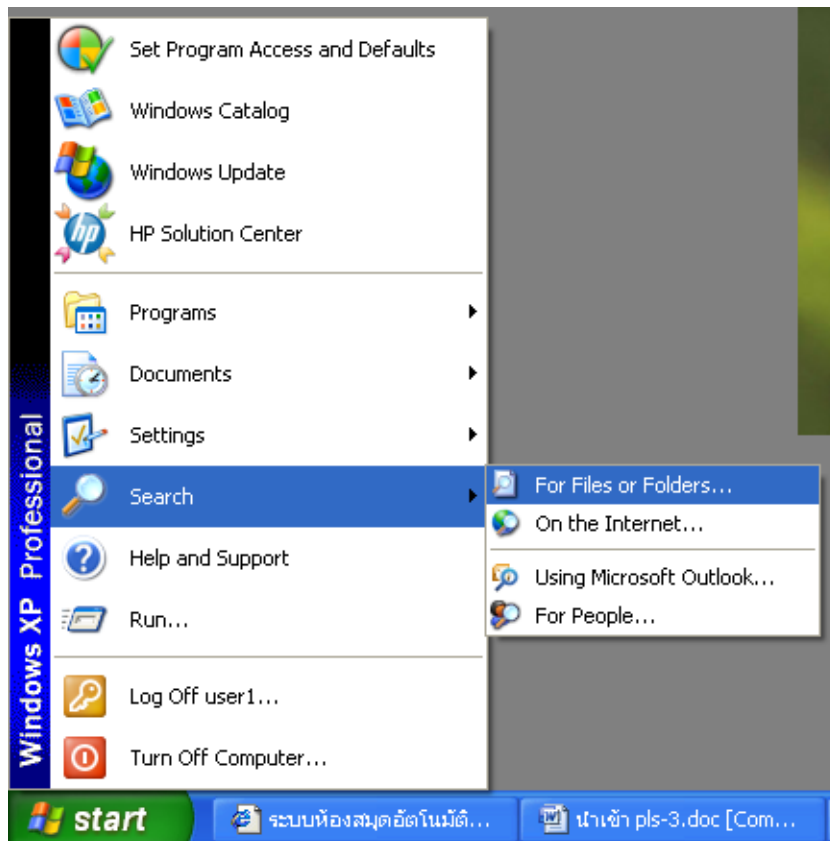 Set Program Access and Defaults
Windows Catalog
Windows Update
hp
HP Solution Center
Programs
Documents
Settings
Search
Help and Support
Run...
Log Off user1...
Turn Off Computer...
Windows XP Professional
For Files or Folders...
On the Internet...
Using Microsoft Outlook...
For People...
start
ระบบห้องสมุดอัตโนมัติ...
นำเข้า pls-3.doc [Com...